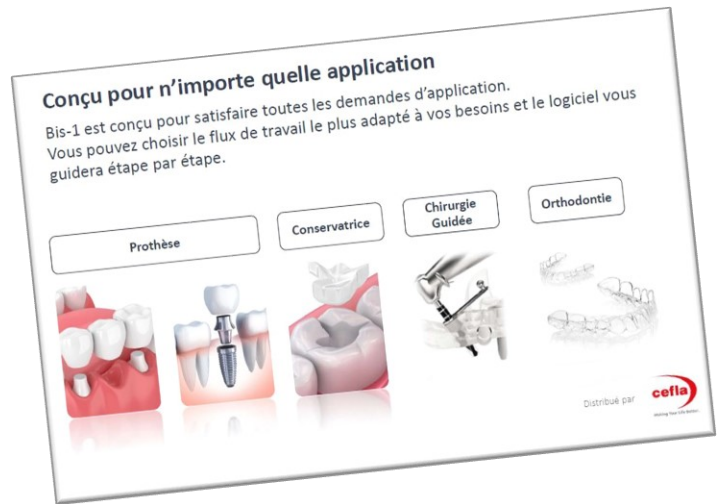 Conçu pour n’importe quelle application
Bis-1 est conçu pour satisfaire toutes les demandes d’application.
Vous pouvez choisir le flux de travail le plus adapté à vos besoins et le logiciel vous
guidera étape par étape.
Prothèse
Conservatrice
Chirurgie
Guidée
Orthodontie
Distribué par
cefla